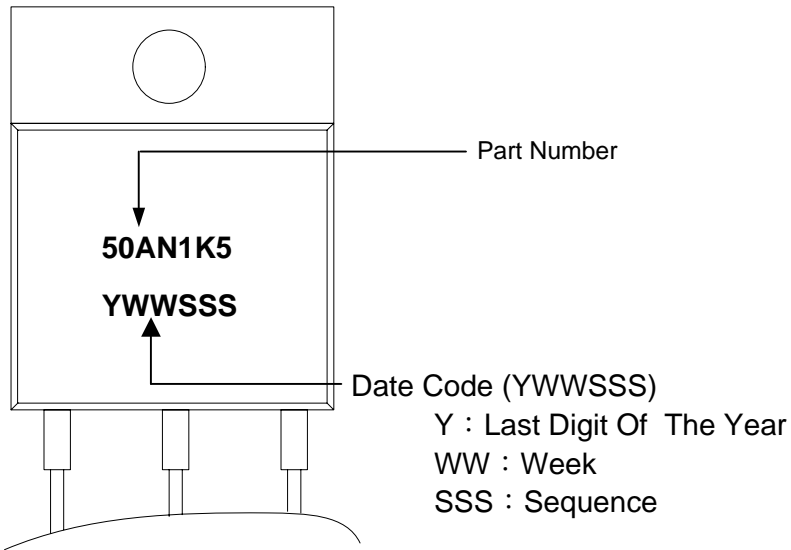 Part Number
50AN1K5
YWWSSS
Date Code (YWWSSS)
Y：Last Digit Of The Year
WW：Week
SSS：Sequence